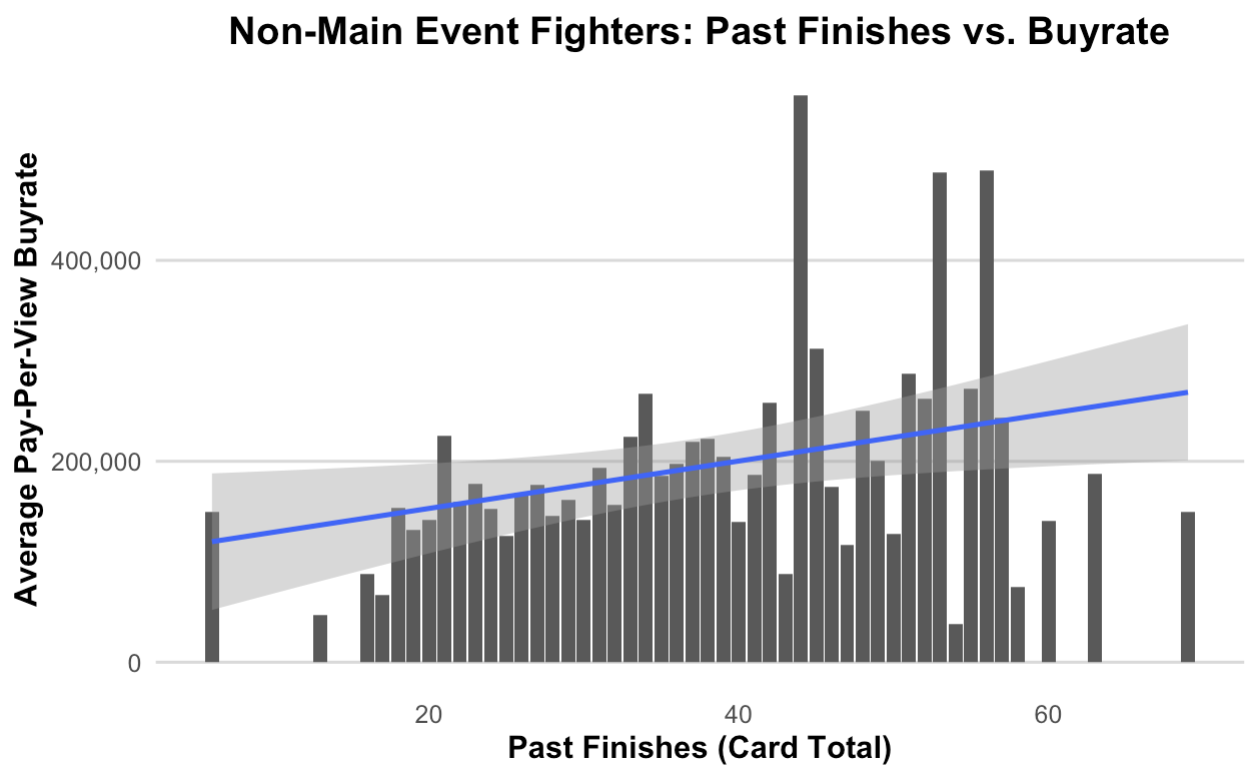 Non-Main Event Fighters: Past Finishes vs. Buyrate
Average Pay-Per-View Buyrate
400,000
200,000
0
20
40
60
Past Finishes (Card Total)